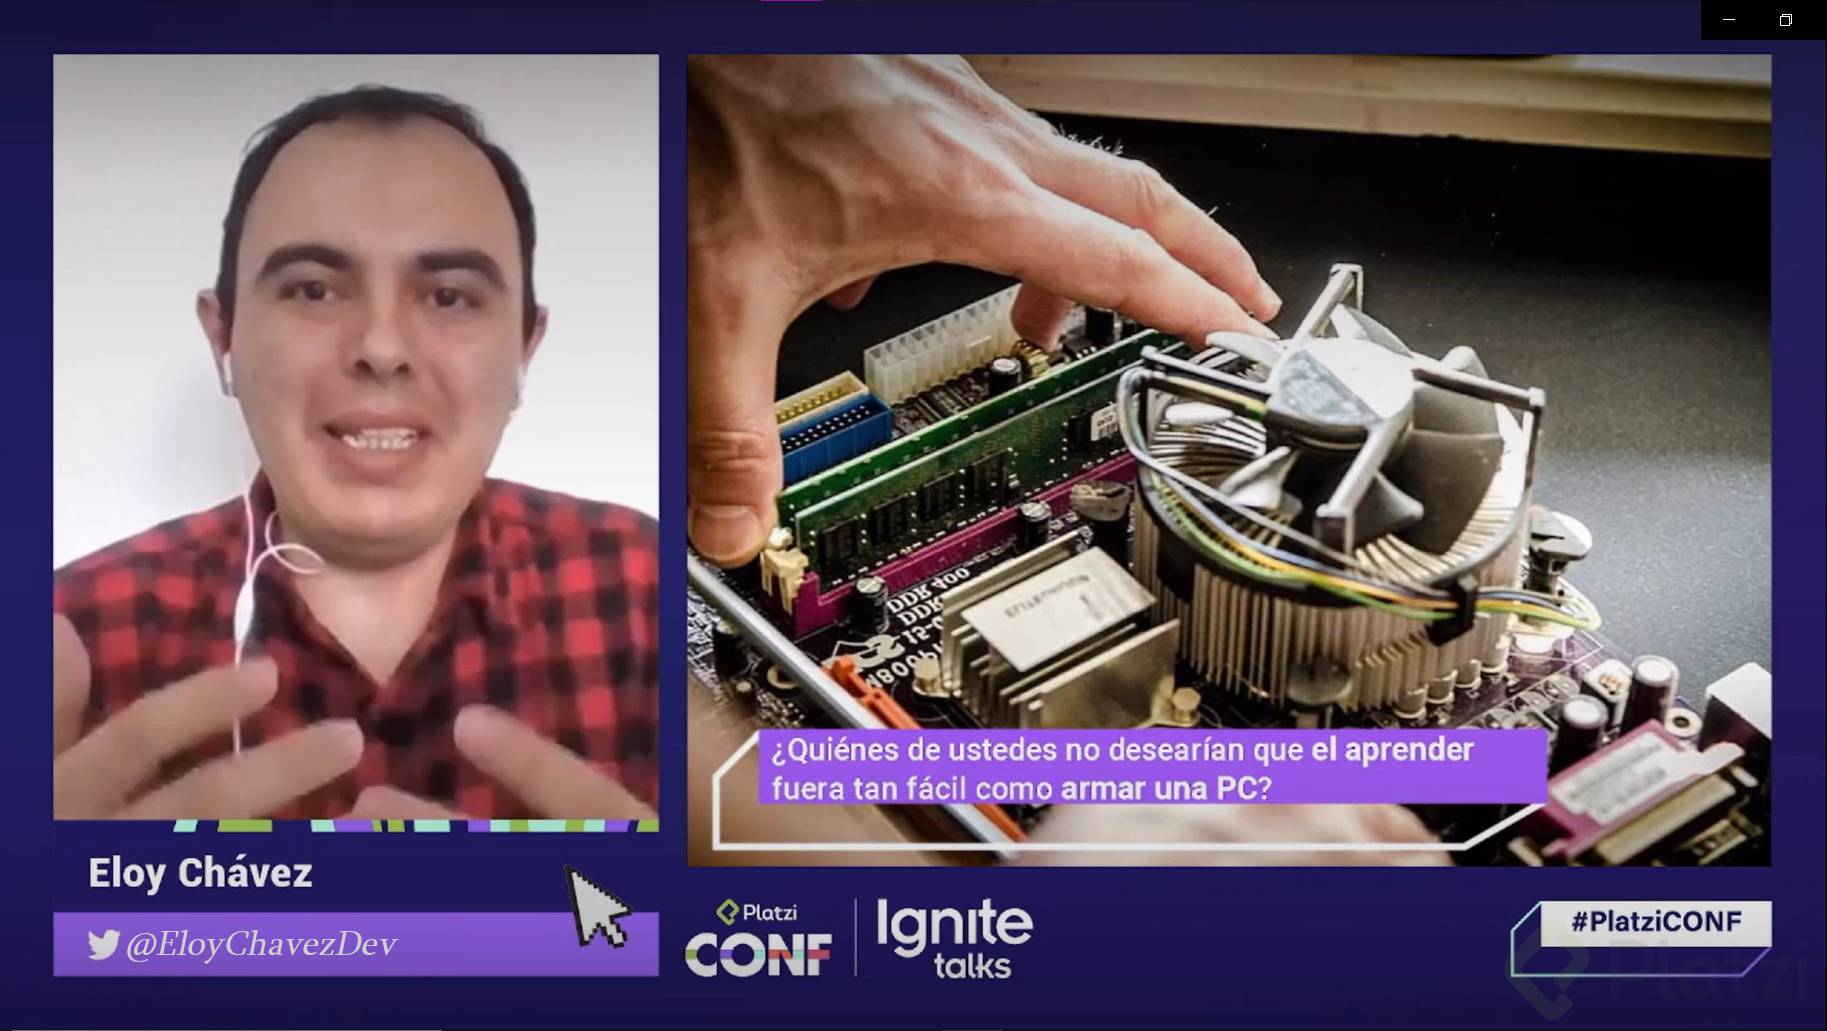 ¿Quiénes de ustedes no desearían que el aprender
fuera tan fácil como armar una PC?
Eloy Chávez
@EloyChavezDev
Platzi
CONF
Ignite
talks
#PlatziCONF
Platzi
DDR 400